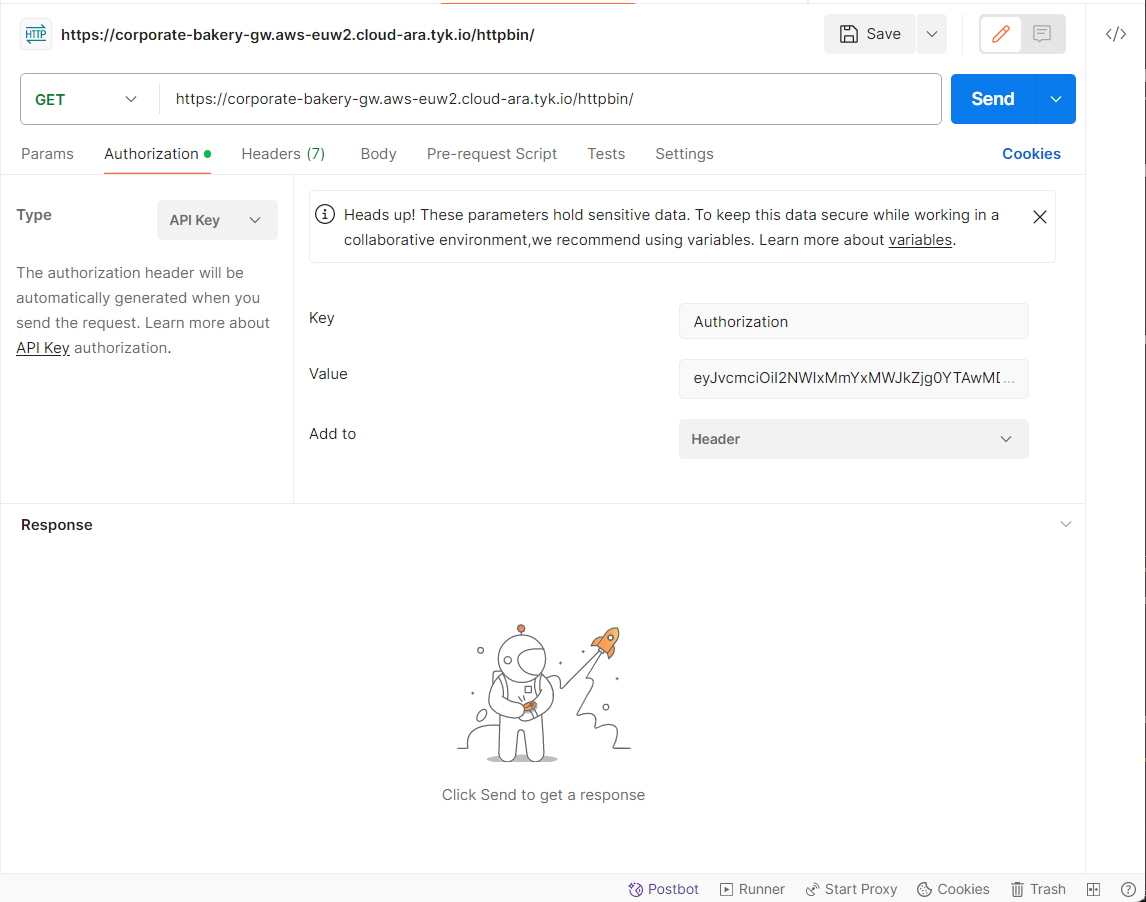 HTTP https://corporate-bakery-gw.aws-euw2.cloud-ara.tyk.io/httpbin/ Save </>
GET https://corporate-bakery-gw.aws-euw2.cloud-ara.tyk.io/httpbin/ Send
Params Authorization Headers (7) Body Pre-request Script Tests Settings Cookies
Type API Key
The authorization header will be
automatically generated when you
send the request. Learn more about
API Key authorization.
Heads up! These parameters hold sensitive data. To keep this data secure while working in a
collaborative environment,we recommend using variables. Learn more about variables.
Key Authorization
Value eyJvcmciOiI2NWIxMmYxMWJkZjg0YTAwMD...
Add to Header
Response
Click Send to get a response
Postbot Runner Start Proxy Cookies Trash